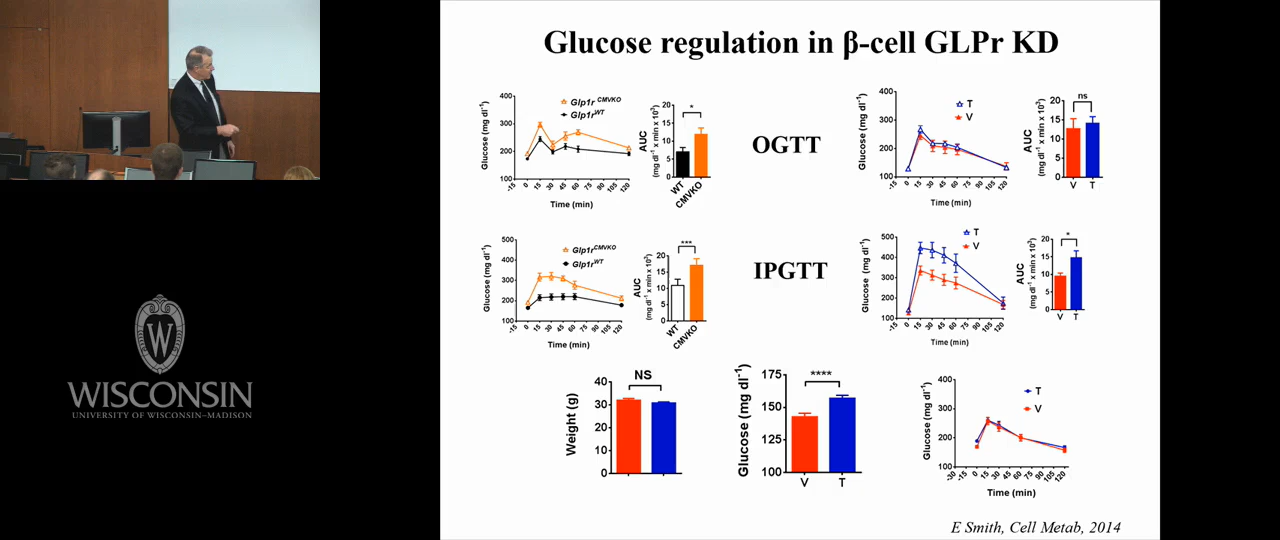 Glucose regulation in β-cell GLPr KD
Glucose (mg dl⁻¹)
400
300
200
100
-15 0 15 30 45 60 75 90 105 120
Time (min)
Glp1r CMVKO
Glp1r WT
AUC
(mg dl⁻¹ x min x 10³)
20
15
10
5
0
*
WT
CMVKO
OGTT
Glucose (mg dl⁻¹)
400
300
200
100
-15 0 15 30 45 60 75 90 105 120
Time (min)
T
V
AUC
(mg dl⁻¹ x min x 10³)
20
15
10
5
0
ns
V T
Glucose (mg dl⁻¹)
500
400
300
200
100
-15 0 15 30 45 60 75 90 105 120
Time (min)
Glp1r CMVKO
Glp1r WT
AUC
(mg dl⁻¹ x min x 10³)
20
15
10
5
0
***
WT
CMVKO
IPGTT
Glucose (mg dl⁻¹)
500
400
300
200
100
-15 0 15 30 45 60 75 90 105 120
Time (min)
T
V
AUC
(mg dl⁻¹ x min x 10³)
20
15
10
5
0
*
V T
W
WISCONSIN
UNIVERSITY OF WISCONSIN–MADISON
Weight (g)
40
30
20
10
0
NS
Glucose (mg dl⁻¹)
175
150
125
100
****
V T
Glucose (mg dl⁻¹)
400
300
200
100
-30 -15 0 15 30 45 60 75 90 105 120
Time (min)
T
V
E Smith, Cell Metab, 2014